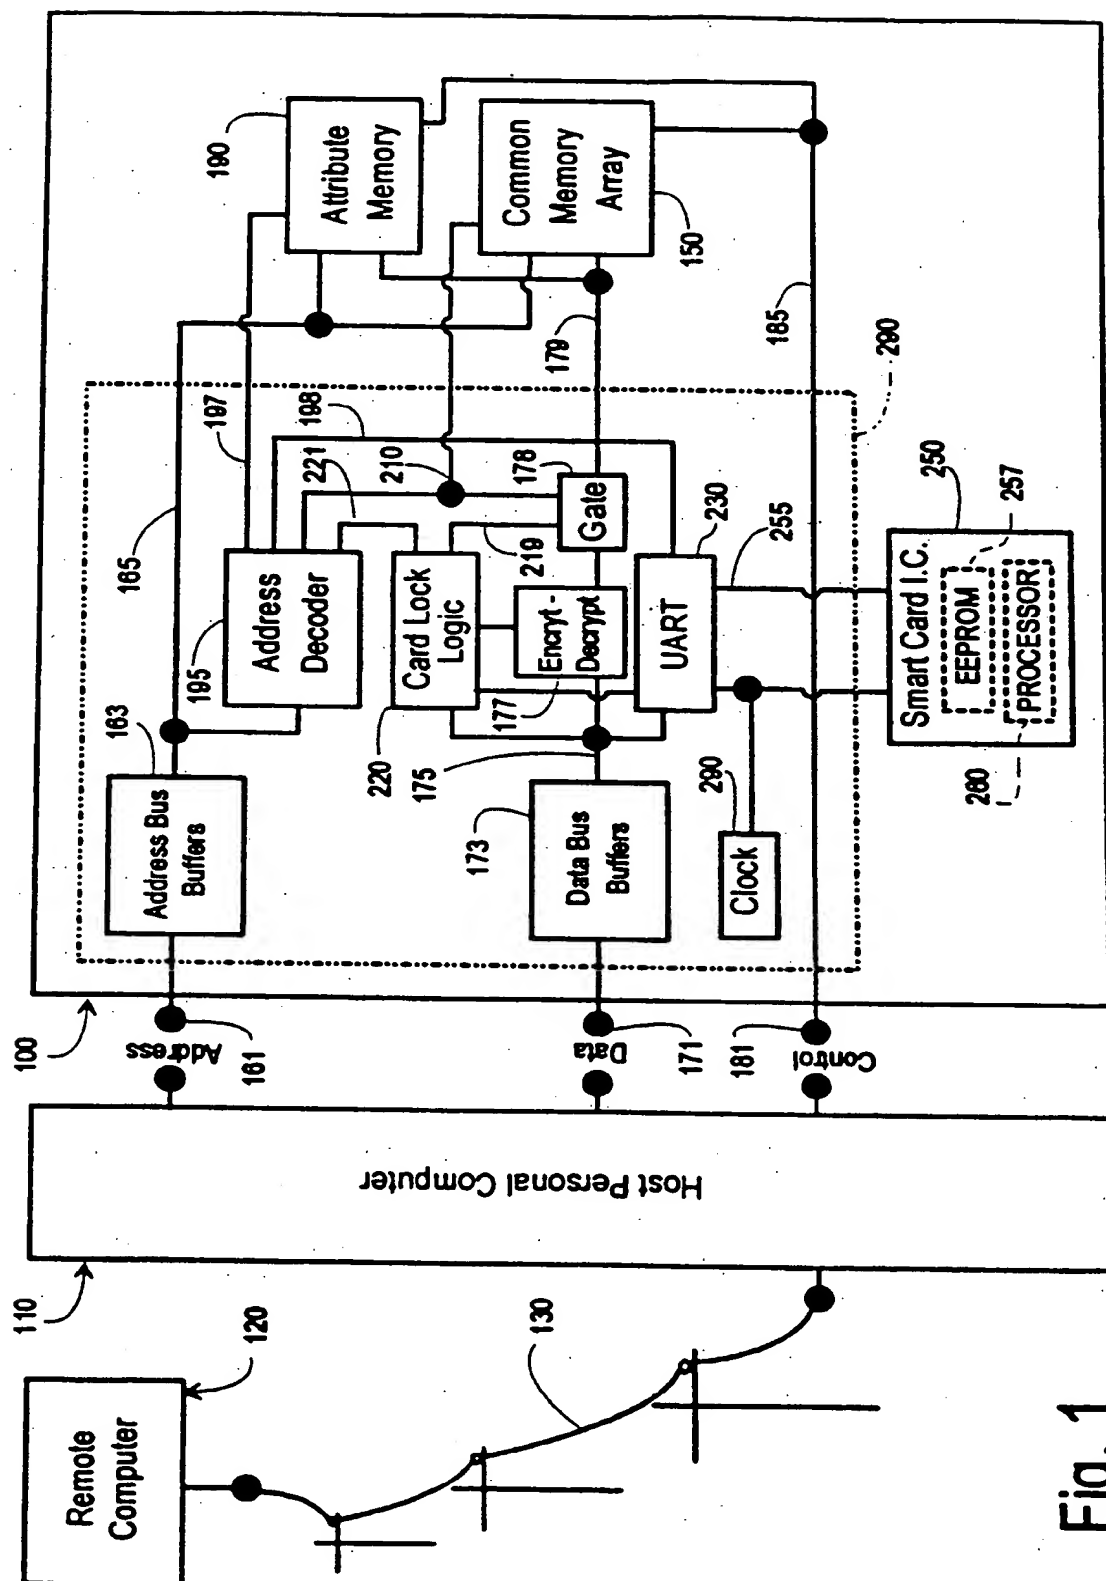 110
100
Remote
Computer
120
130
Host Personal Computer
Address
161
Data
171
181
Control
163
Address Bus
Buffers
165
195
Address
Decoder
197
221
198
210
190
Attribute
Memory
220
Card Lock
Logic
219
178
Gate
179
Common
Memory
Array
150
175
177
Encryt -
Decrypt
173
Data Bus
Buffers
230
UART
255
290
Clock
185
290
250
Smart Card I.C.
EEPROM
257
PROCESSOR
260
Fig. 1